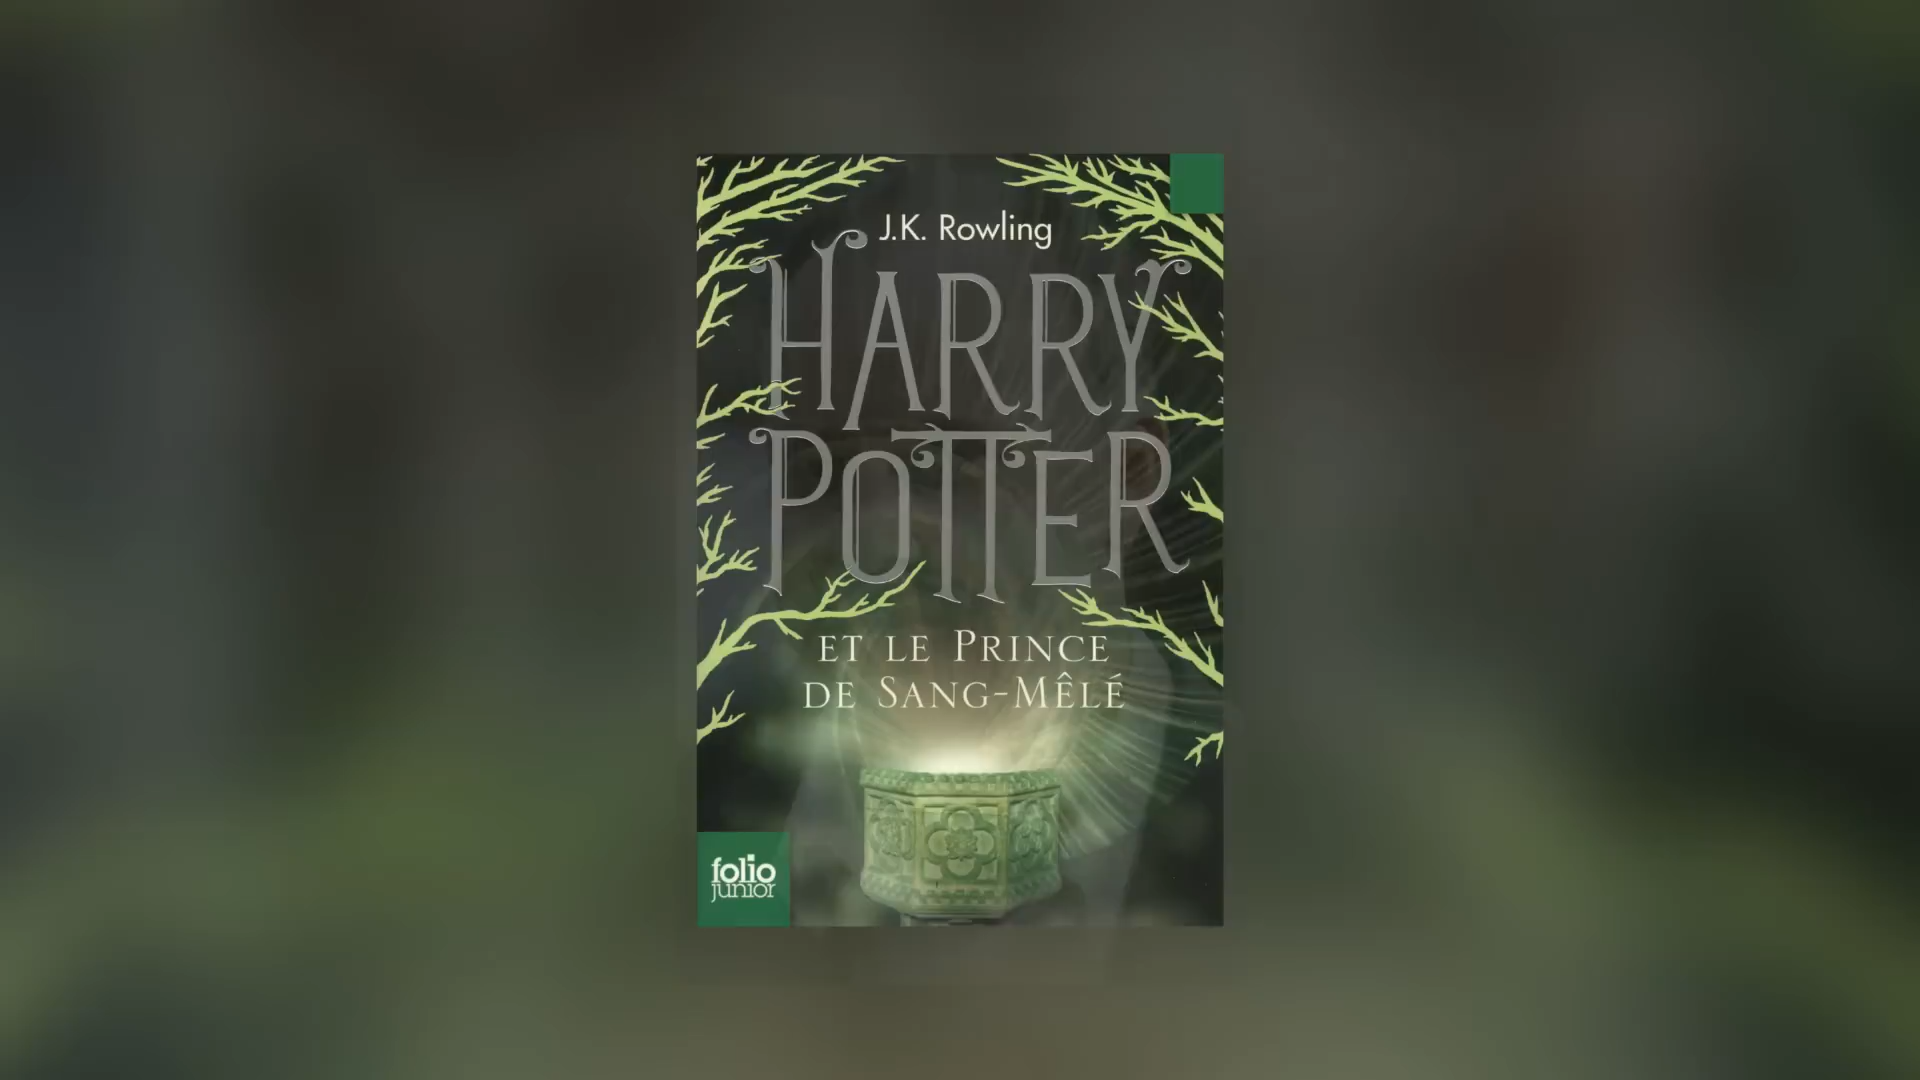 J.K. Rowling
HARRY
POTTER
ET LE PRINCE
DE SANG-MÊLÉ
folio
junior